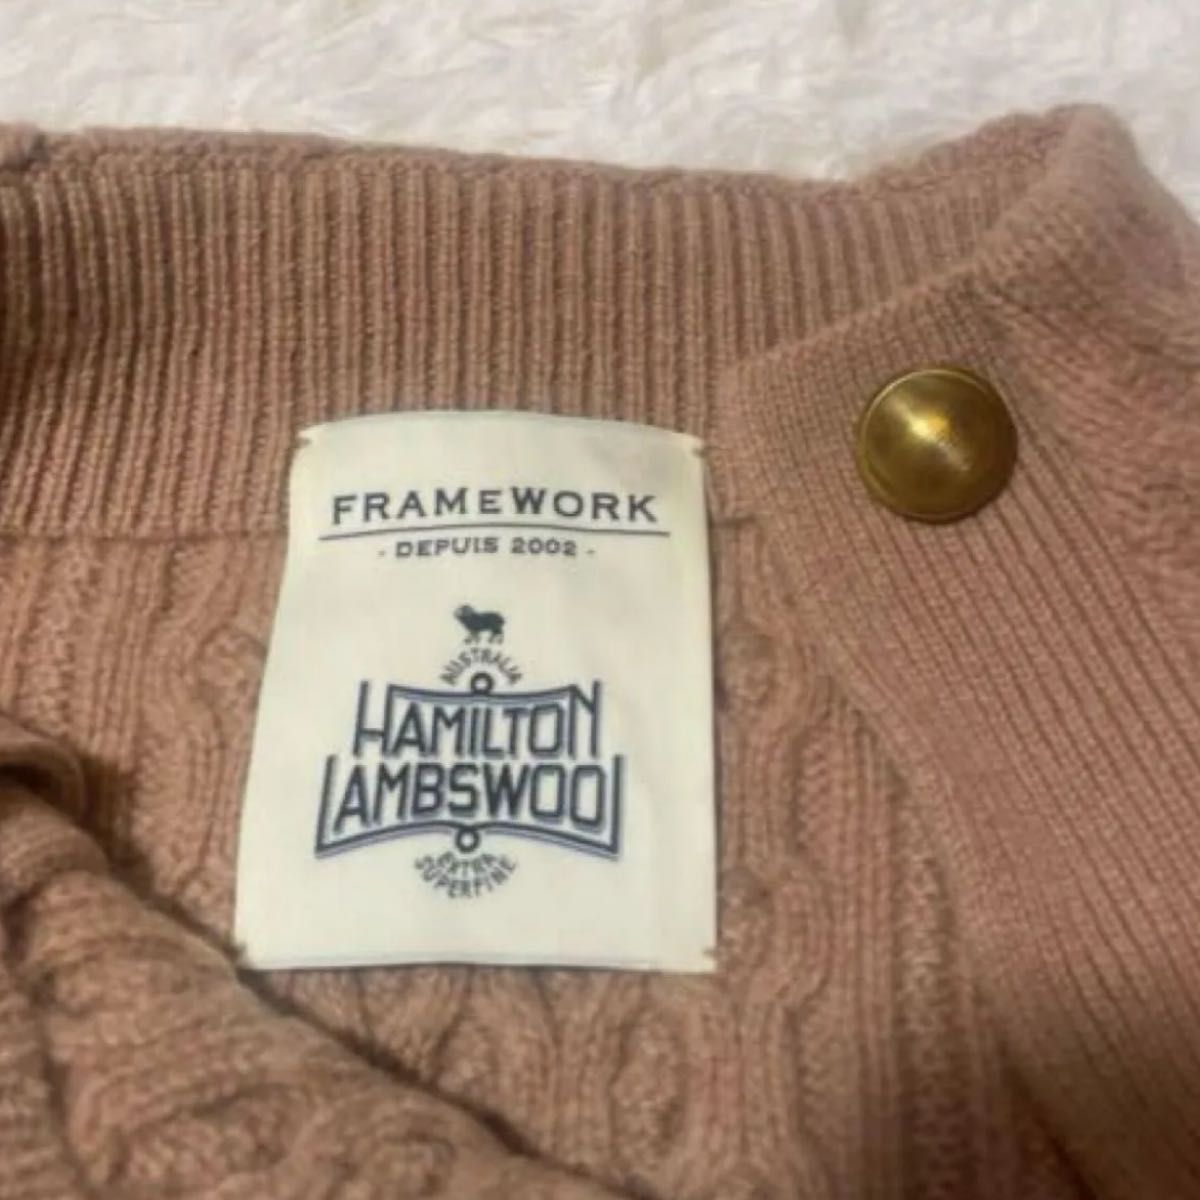 FRAMeWORK
- DEPUIS 2002 -
AUSTRALIA
HAMILTON
LAMBSWOOL
EXTRA
SUPERFINE